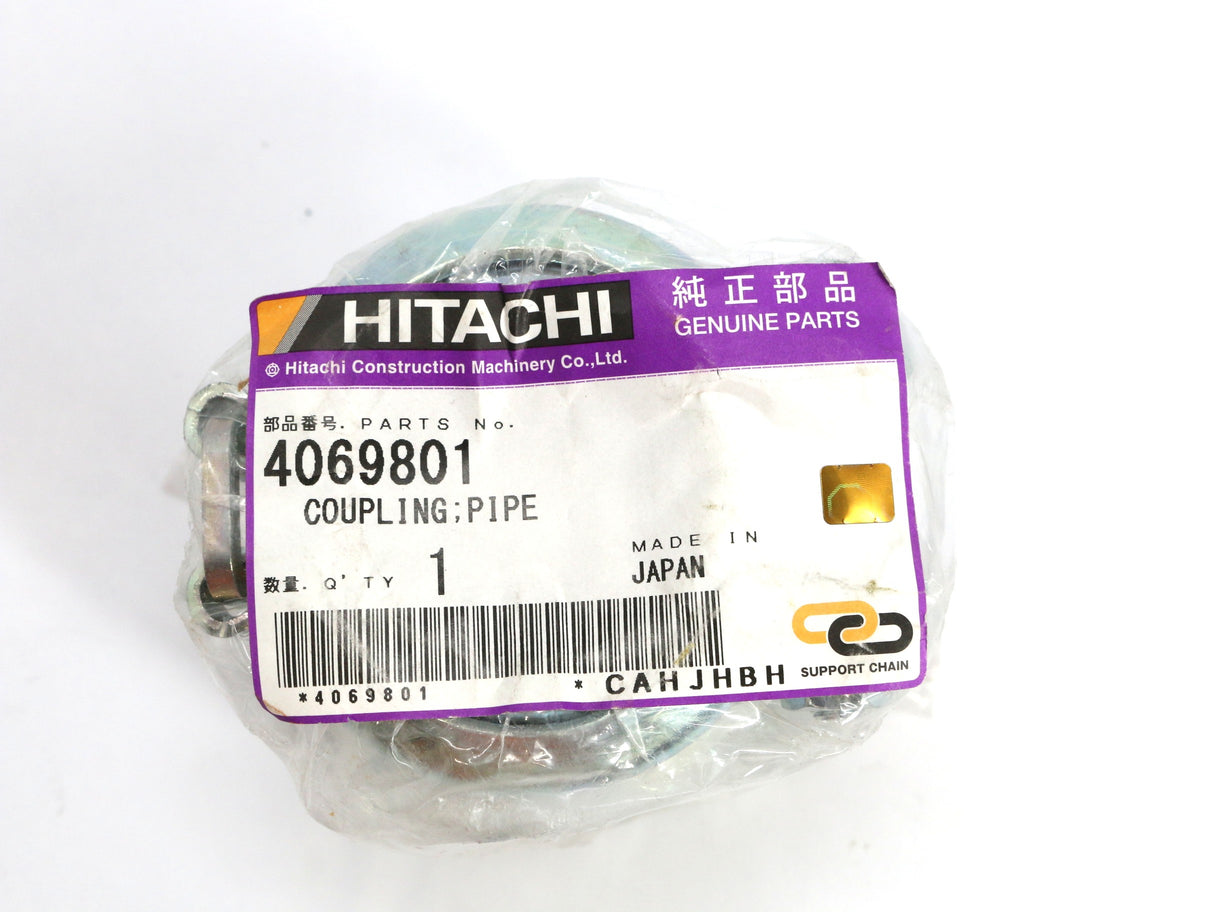 HITACHI
Hitachi Construction Machinery Co.,Ltd.
純正部品
GENUINE PARTS
部品番号. PARTS No.
4069801
COUPLING;PIPE
数量. Q'TY 1
MADE IN
JAPAN
*4069801 * CAHJHBH
SUPPORT CHAIN